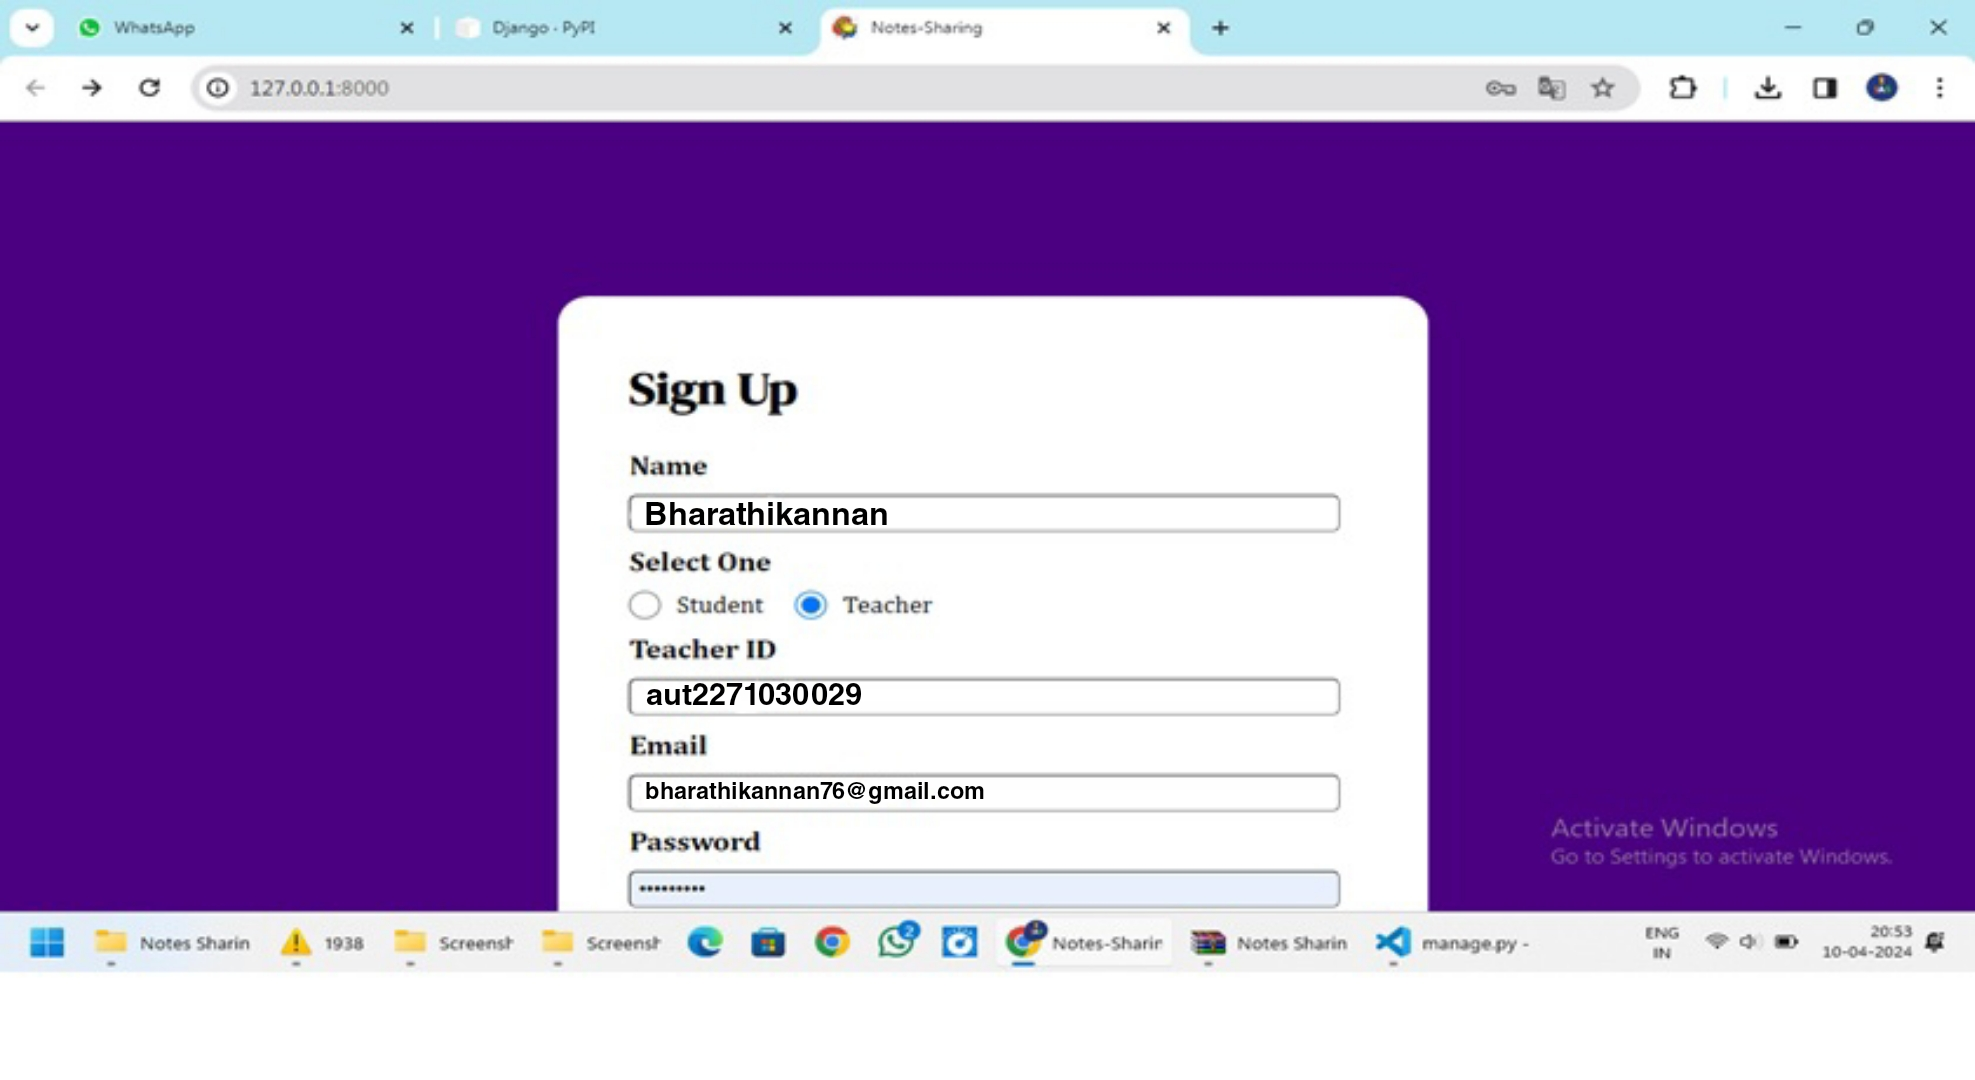 WhatsApp
Django · PyPI
Notes-Sharing
127.0.0.1:8000
Sign Up
Name
Bharathikannan
Select One
Student Teacher
Teacher ID
aut2271030029
Email
bharathikannan76@gmail.com
Password
•••••••••
Activate Windows
Go to Settings to activate Windows.
Notes Sharin
1938
Screensh
Screensh
2
Notes-Sharin
Notes Sharin
manage.py -
ENG
IN
20:53
10-04-2024